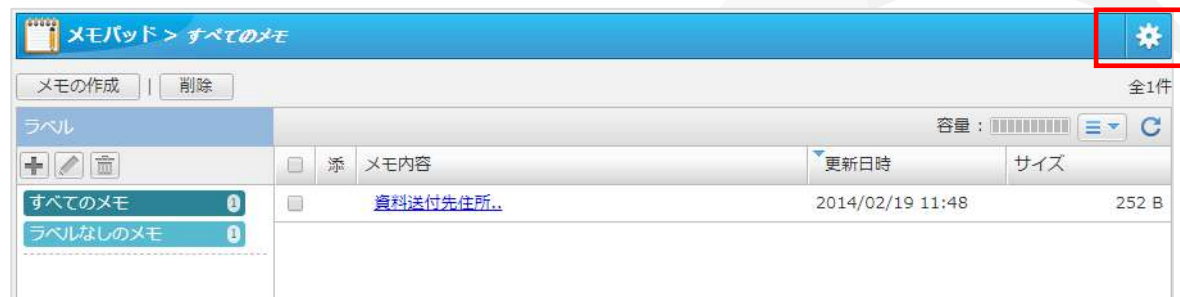 メモパッド > すべてのメモ
メモの作成 | 削除 全1件
ラベル 容量 :
添 メモ内容 更新日時 サイズ
すべてのメモ 1
資料送付先住所.. 2014/02/19 11:48 252 B
ラベルなしのメモ 1